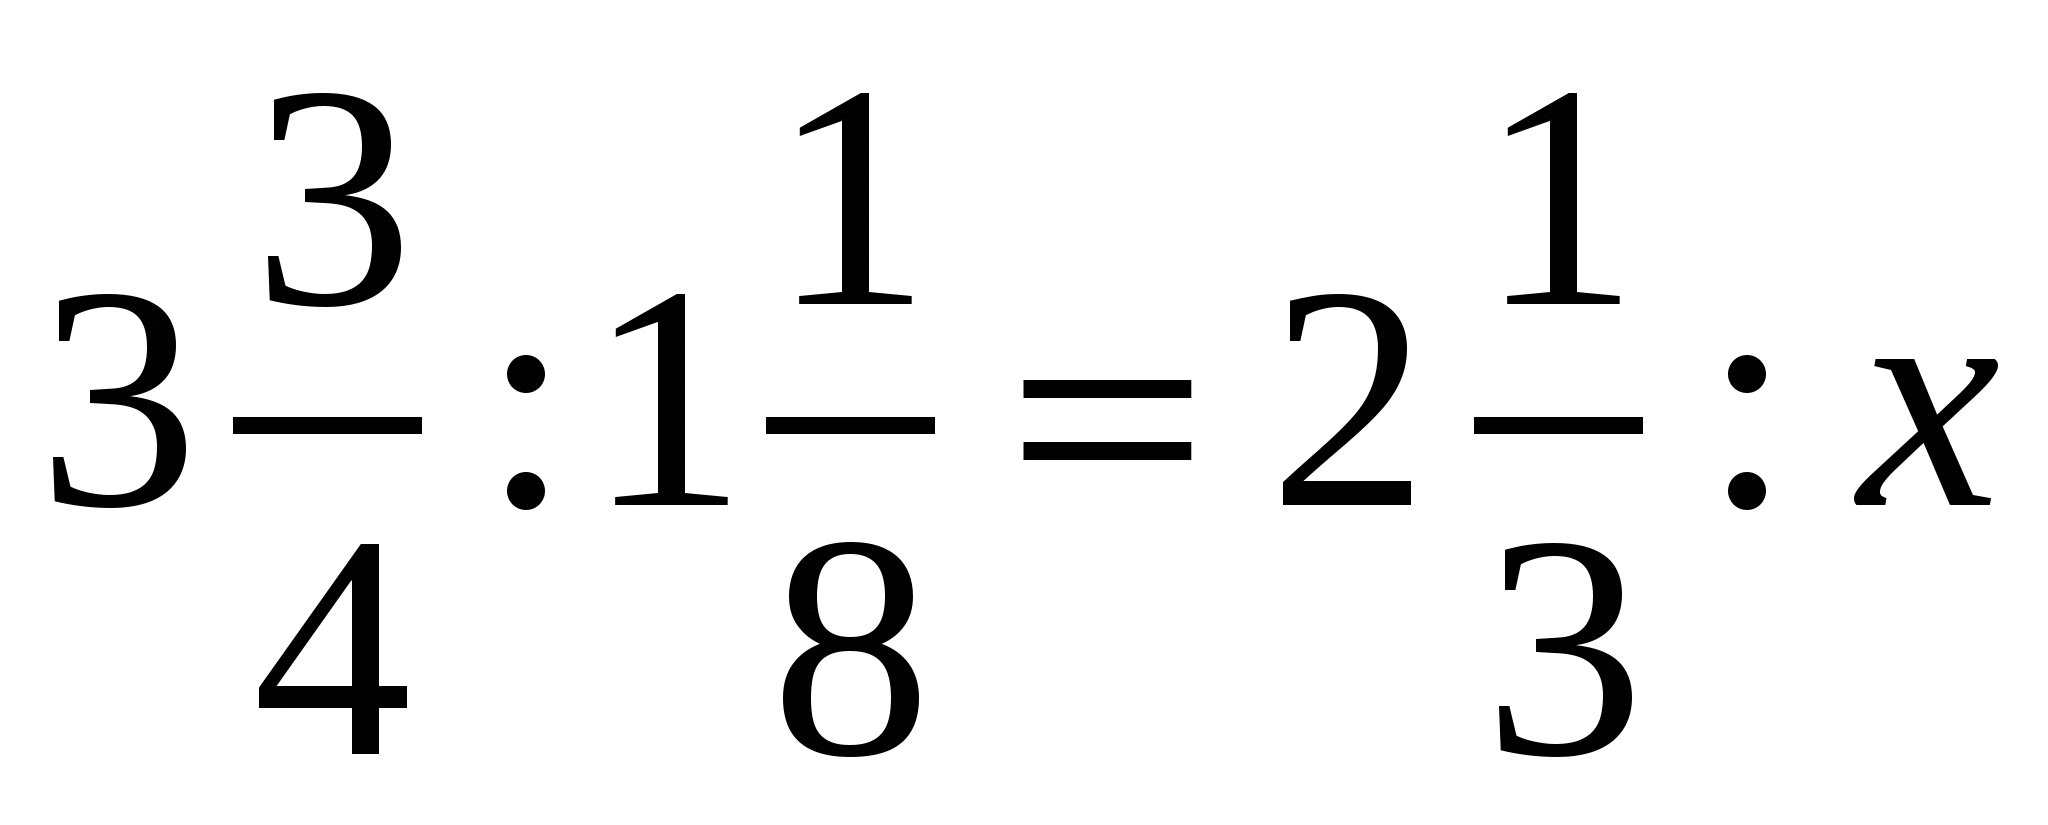 3 3/4 : 1 1/8 = 2 1/3 : x